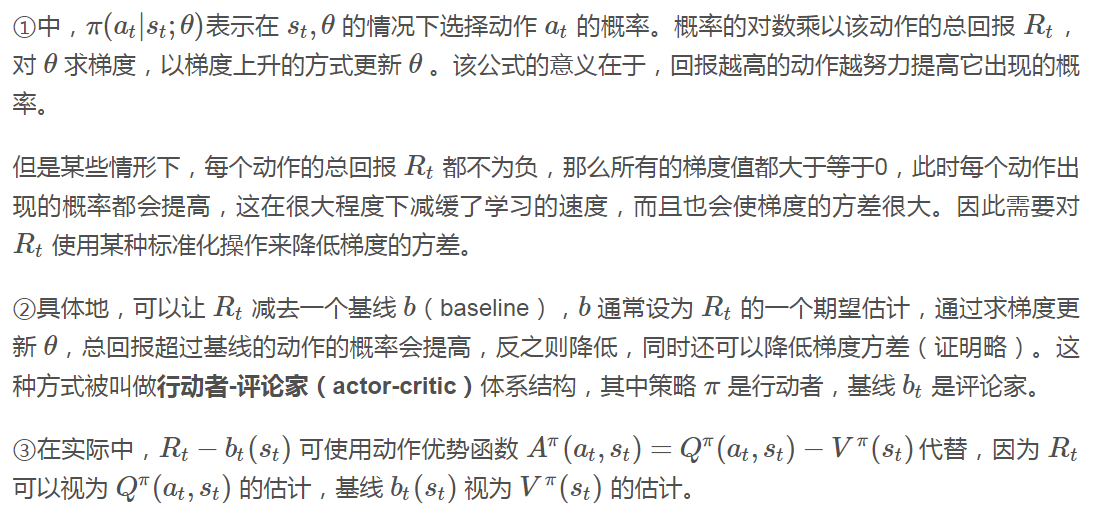 ①中，π(a_t|s_t;θ)表示在 s_t,θ 的情况下选择动作 a_t 的概率。概率的对数乘以该动作的总回报 R_t，
对 θ 求梯度，以梯度上升的方式更新 θ 。该公式的意义在于，回报越高的动作越努力提高它出现的概
率。
但是某些情形下，每个动作的总回报 R_t 都不为负，那么所有的梯度值都大于等于0，此时每个动作出
现的概率都会提高，这在很大程度下减缓了学习的速度，而且也会使梯度的方差很大。因此需要对
R_t 使用某种标准化操作来降低梯度的方差。
②具体地，可以让 R_t 减去一个基线 b（baseline），b 通常设为 R_t 的一个期望估计，通过求梯度更
新 θ，总回报超过基线的动作的概率会提高，反之则降低，同时还可以降低梯度方差（证明略）。这
种方式被叫做行动者-评论家（actor-critic）体系结构，其中策略 π 是行动者，基线 b_t 是评论家。
③在实际中，R_t − b_t(s_t) 可使用动作优势函数 A^π(a_t, s_t) = Q^π(a_t, s_t) − V^π(s_t)代替，因为 R_t
可以视为 Q^π(a_t, s_t) 的估计，基线 b_t(s_t) 视为 V^π(s_t) 的估计。